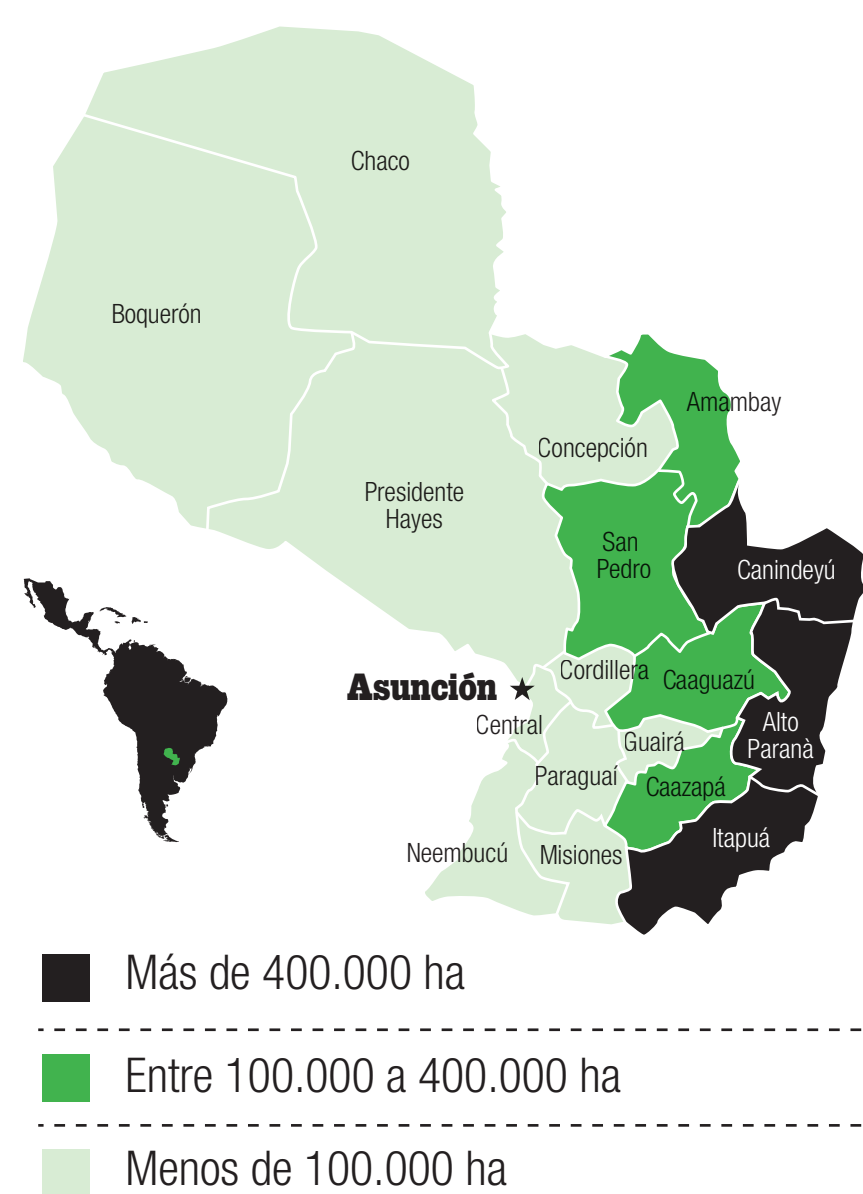 Chaco
Boquerón
Amambay
Concepción
Presidente
Hayes
San
Pedro
Canindeyú
Cordillera
Caaguazú
Asunción
Central
Alto
Paranà
Guairá
Paraguaí
Caazapá
Itapuá
Neembucú
Misiones
Más de 400.000 ha
Entre 100.000 a 400.000 ha
Menos de 100.000 ha